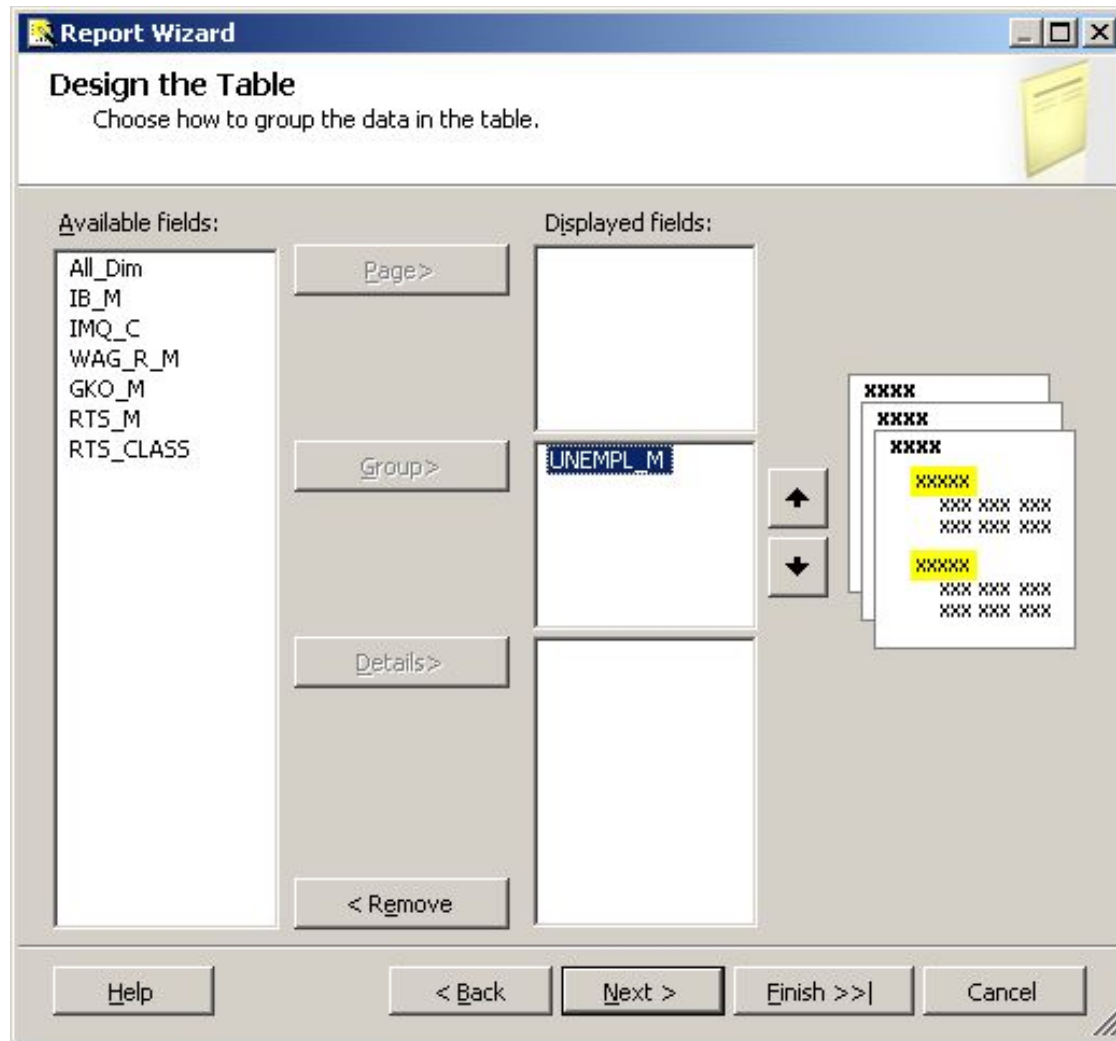 Report Wizard
Design the Table
Choose how to group the data in the table.
Available fields:
All_Dim
IB_M
IMQ_C
WAG_R_M
GKO_M
RTS_M
RTS_CLASS
Page>
Group>
Details>
< Remove
Displayed fields:
UNEMPL_M
xxxx
xxxx
xxxx
xxxxx
xxx xxx xxx
xxx xxx xxx
xxxxx
xxx xxx xxx
xxx xxx xxx
Help
< Back
Next >
Finish >>|
Cancel